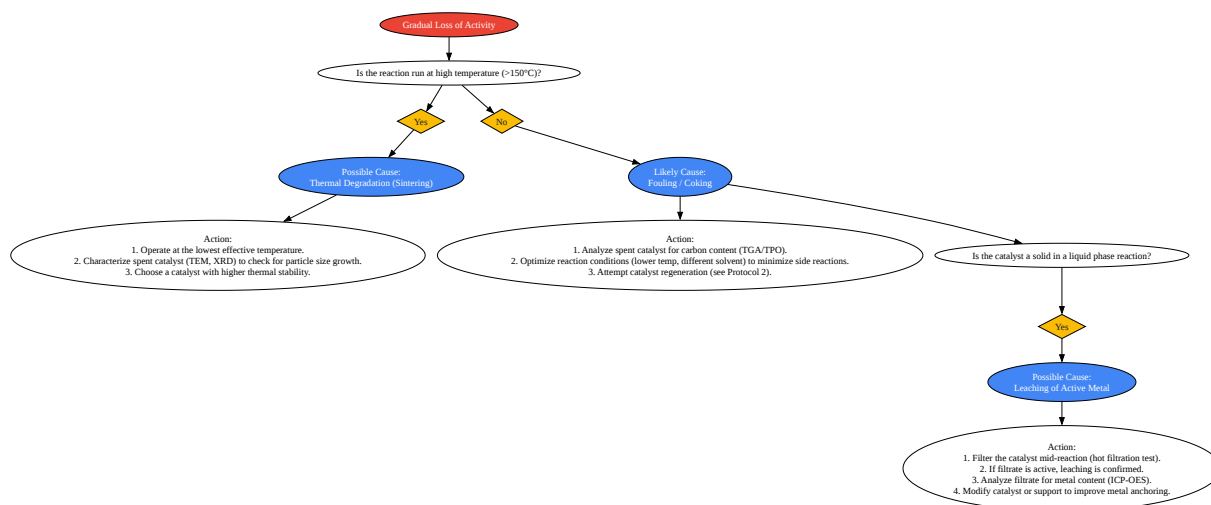 Gradual Loss of Activity
Is the reaction run at high temperature (>150°C)?
Yes
No
Possible Cause:
Thermal Degradation (Sintering)
Likely Cause:
Fouling / Coking
Action:
1. Operate at the lowest effective temperature.
2. Characterize spent catalyst (TEM, XRD) to check for particle size growth.
3. Choose a catalyst with higher thermal stability.
Action:
1. Analyze spent catalyst for carbon content (TGA/TPO).
2. Optimize reaction conditions (lower temp, different solvent) to minimize side reactions.
3. Attempt catalyst regeneration (see Protocol 2).
Is the catalyst a solid in a liquid phase reaction?
Yes
Possible Cause:
Leaching of Active Metal
Action:
1. Filter the catalyst mid-reaction (hot filtration test).
2. If filtrate is active, leaching is confirmed.
3. Analyze filtrate for metal content (ICP-OES).
4. Modify catalyst or support to improve metal anchoring.